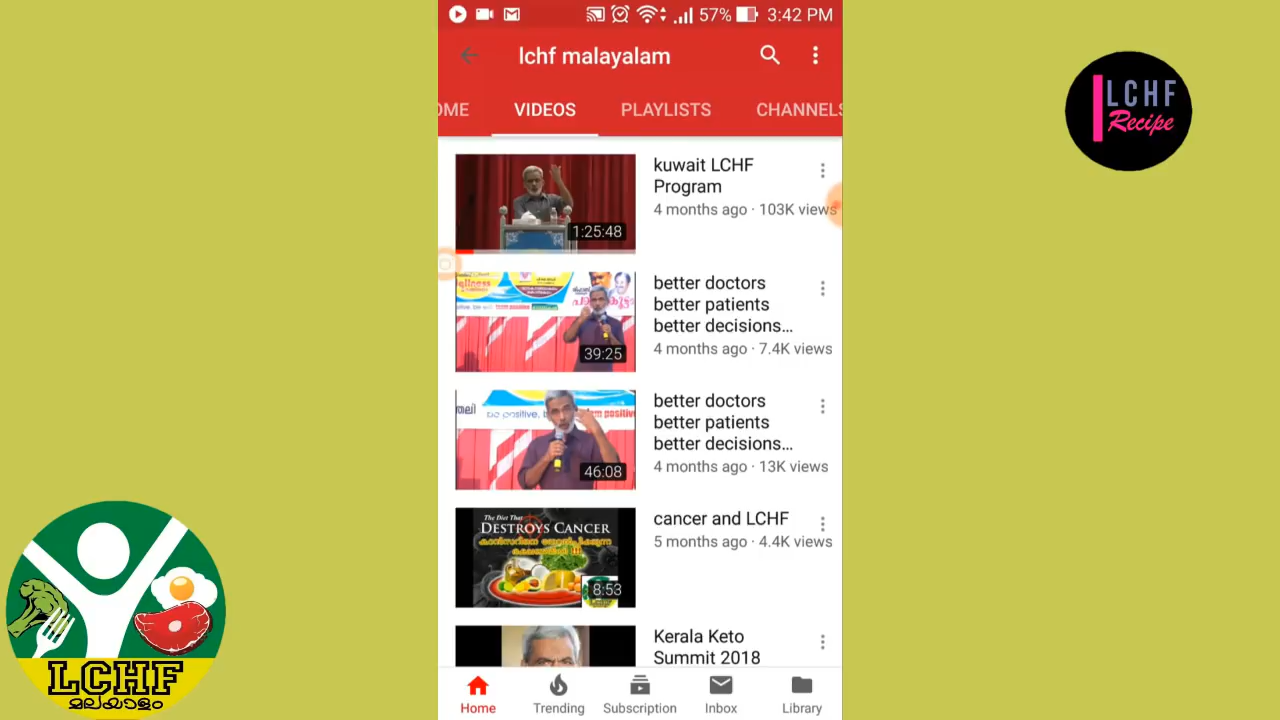 57% 3:42 PM
lchf malayalam
OME VIDEOS PLAYLISTS CHANNELS
LCHF
Recipe
1:25:48
kuwait LCHF
Program
4 months ago · 103K views
39:25
better doctors
better patients
better decisions...
4 months ago · 7.4K views
46:08
better doctors
better patients
better decisions...
4 months ago · 13K views
The Diet That
DESTROYS CANCER
8:53
cancer and LCHF
5 months ago · 4.4K views
Kerala Keto
Summit 2018
Home Trending Subscription Inbox Library
LCHF
മലയാളം